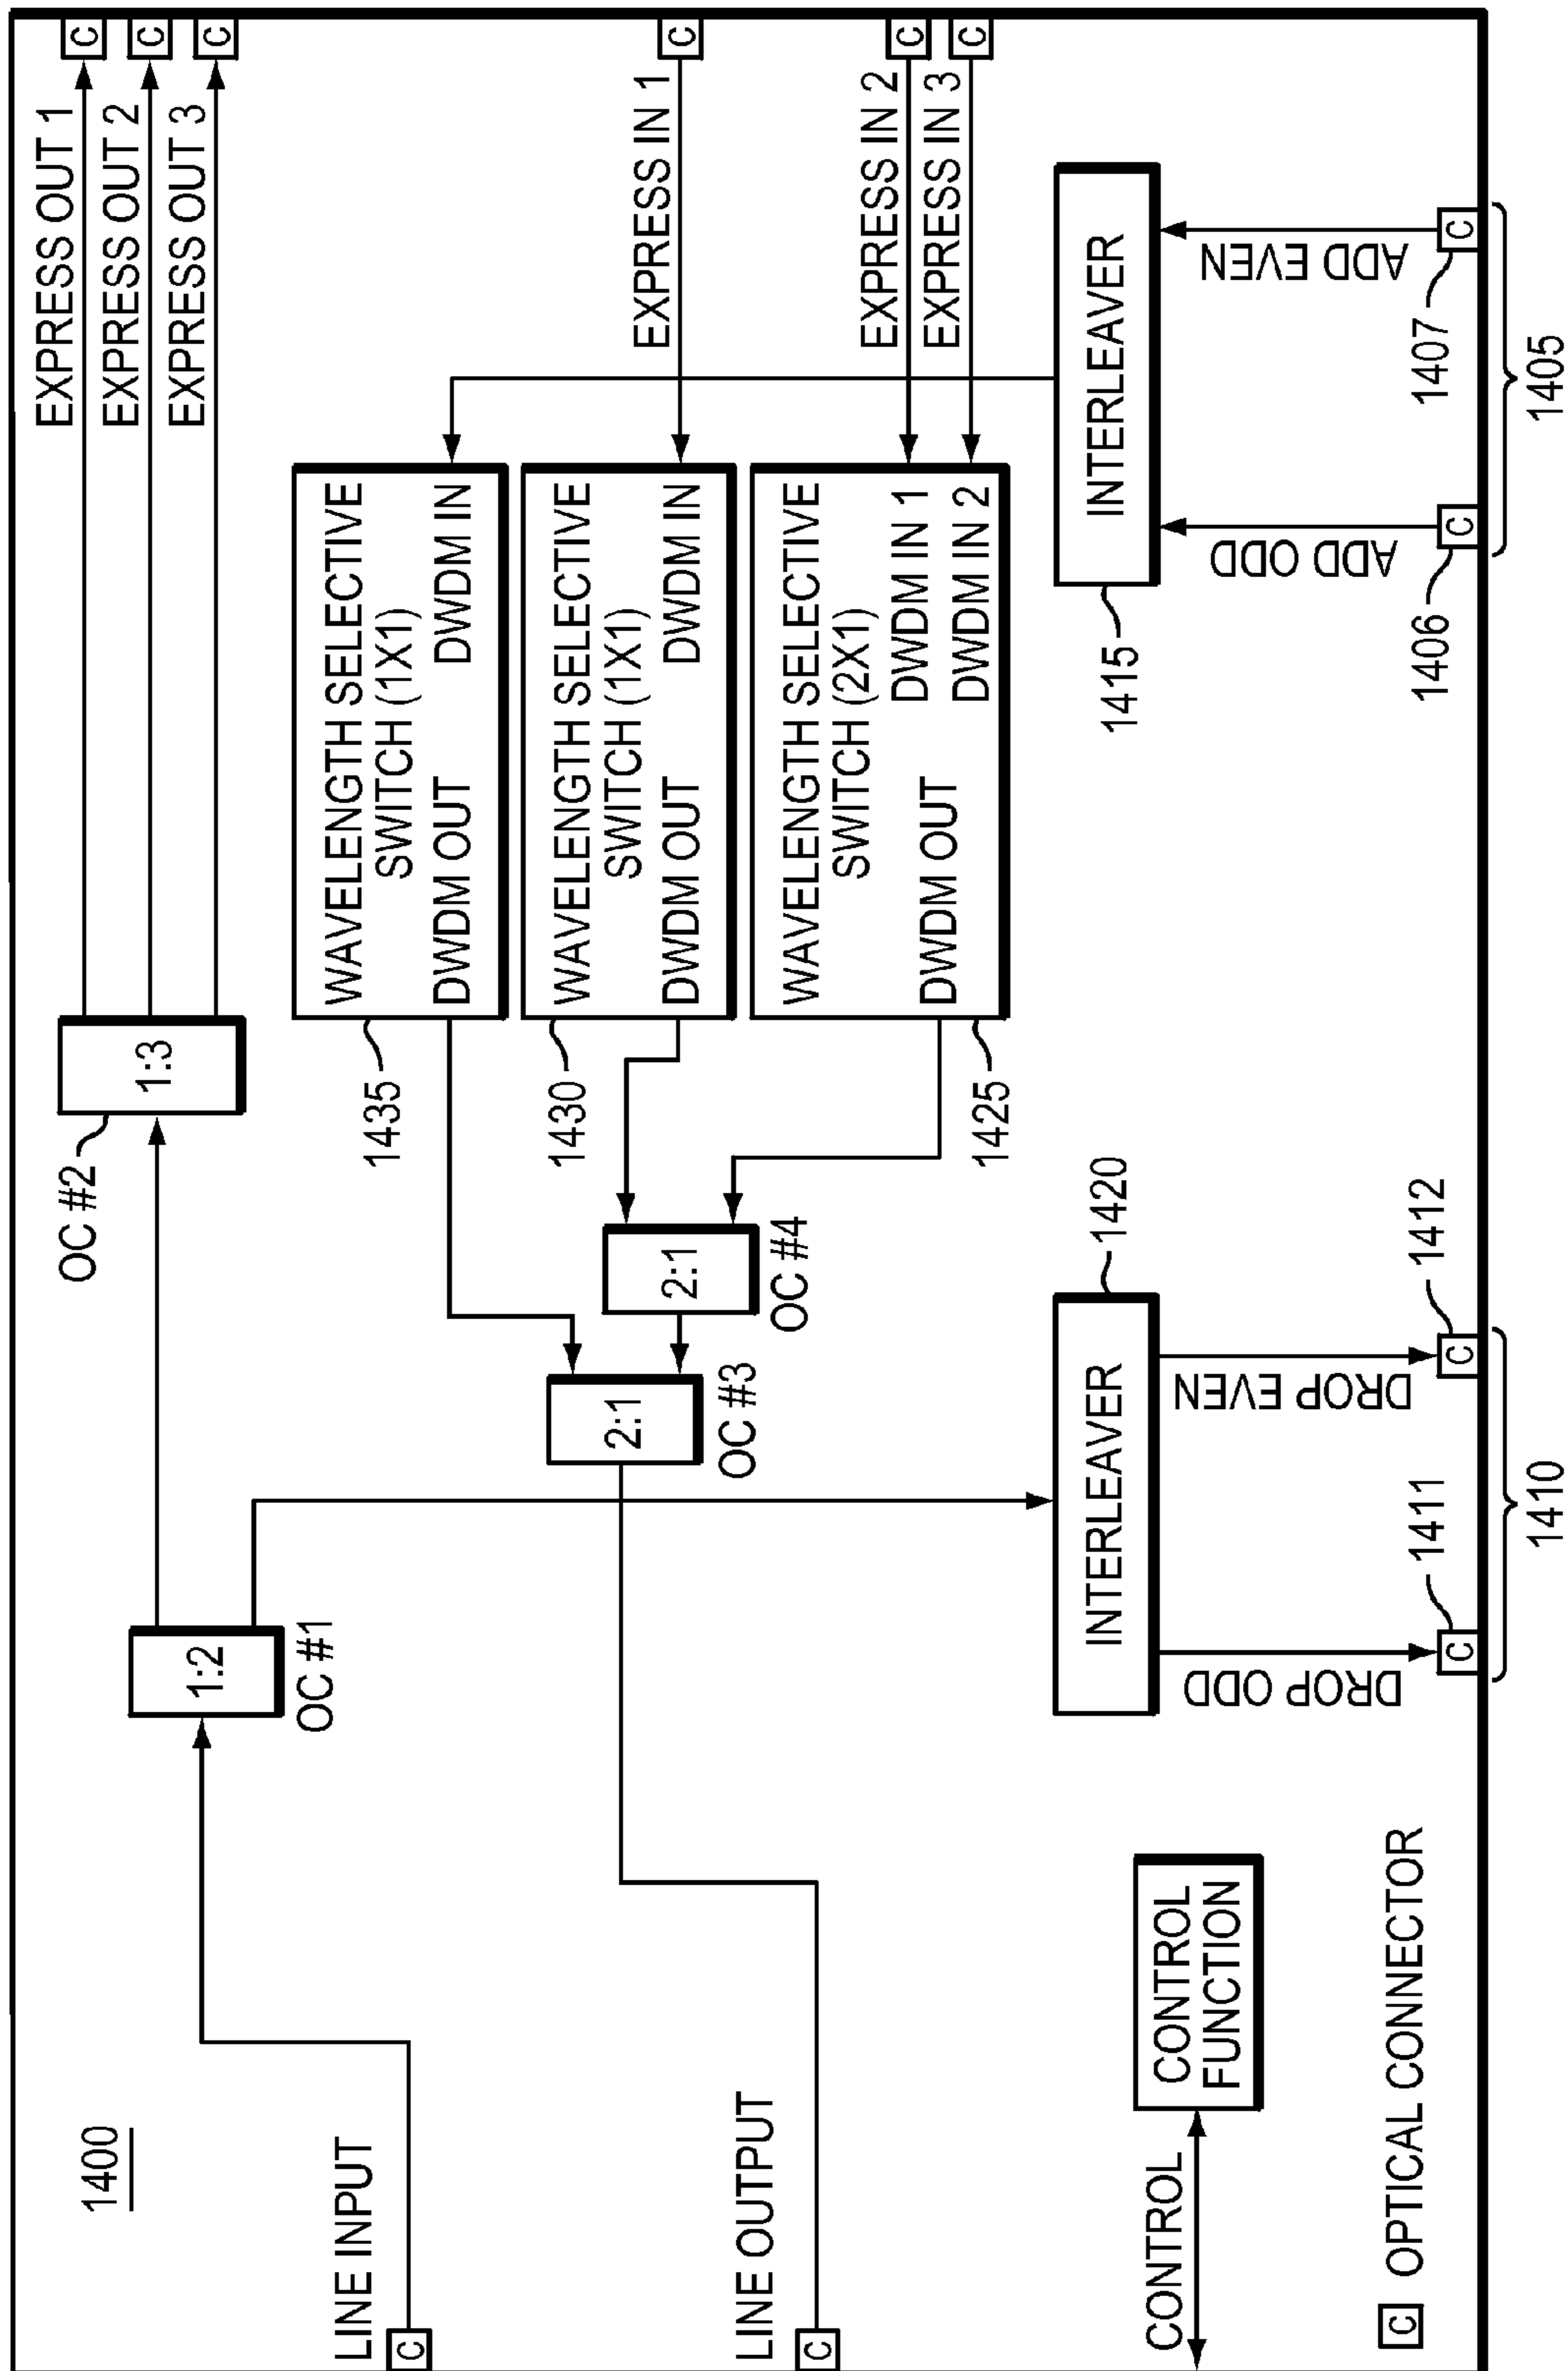 1400
LINE INPUT
C
LINE OUTPUT
C
CONTROL
CONTROL
FUNCTION
C OPTICAL CONNECTOR
1:2
OC #1
OC #2
1:3
EXPRESS OUT 1
C
EXPRESS OUT 2
C
EXPRESS OUT 3
C
1435
WAVELENGTH SELECTIVE
SWITCH (1X1)
DWDM OUT DWDM IN
1430
WAVELENGTH SELECTIVE
SWITCH (1X1)
DWDM OUT DWDM IN
1425
WAVELENGTH SELECTIVE
SWITCH (2X1)
DWDM IN 1
DWDM OUT
DWDM IN 2
EXPRESS IN 1
C
EXPRESS IN 2
C
EXPRESS IN 3
C
2:1
OC #3
2:1
OC #4
INTERLEAVER
1420
DROP ODD
DROP EVEN
C
1411
C
1412
1410
INTERLEAVER
1415
ADD ODD
ADD EVEN
C
1406
C
1407
1405